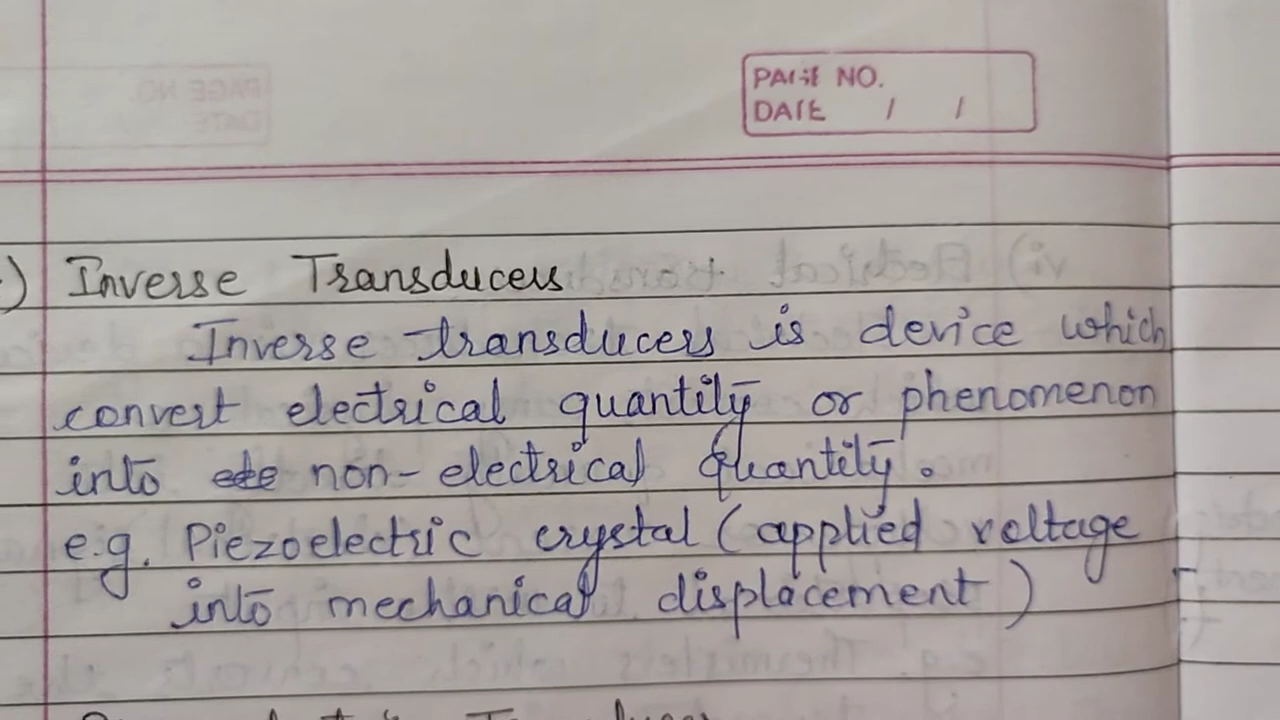 PAGE NO.
DATE / /
) Inverse Transducers
Inverse transducers is device which
convert electrical quantity or phenomenon
into non-electrical quantity.
e.g. Piezoelectric crystal (applied voltage
into mechanical displacement)